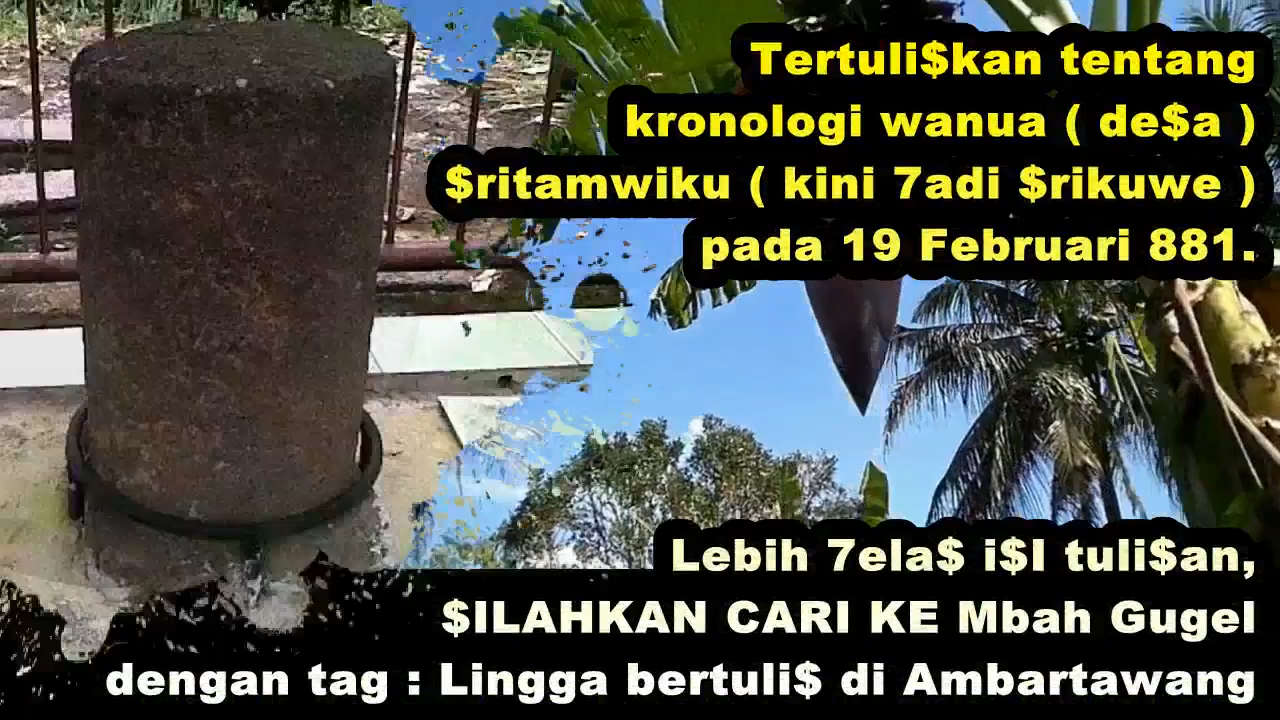 Tertuli$kan tentang
kronologi wanua ( de$a )
$ritamwiku ( kini 7adi $rikuwe )
pada 19 Februari 881.
Lebih 7ela$ i$I tuli$an,
$ILAHKAN CARI KE Mbah Gugel
dengan tag : Lingga bertuli$ di Ambartawang